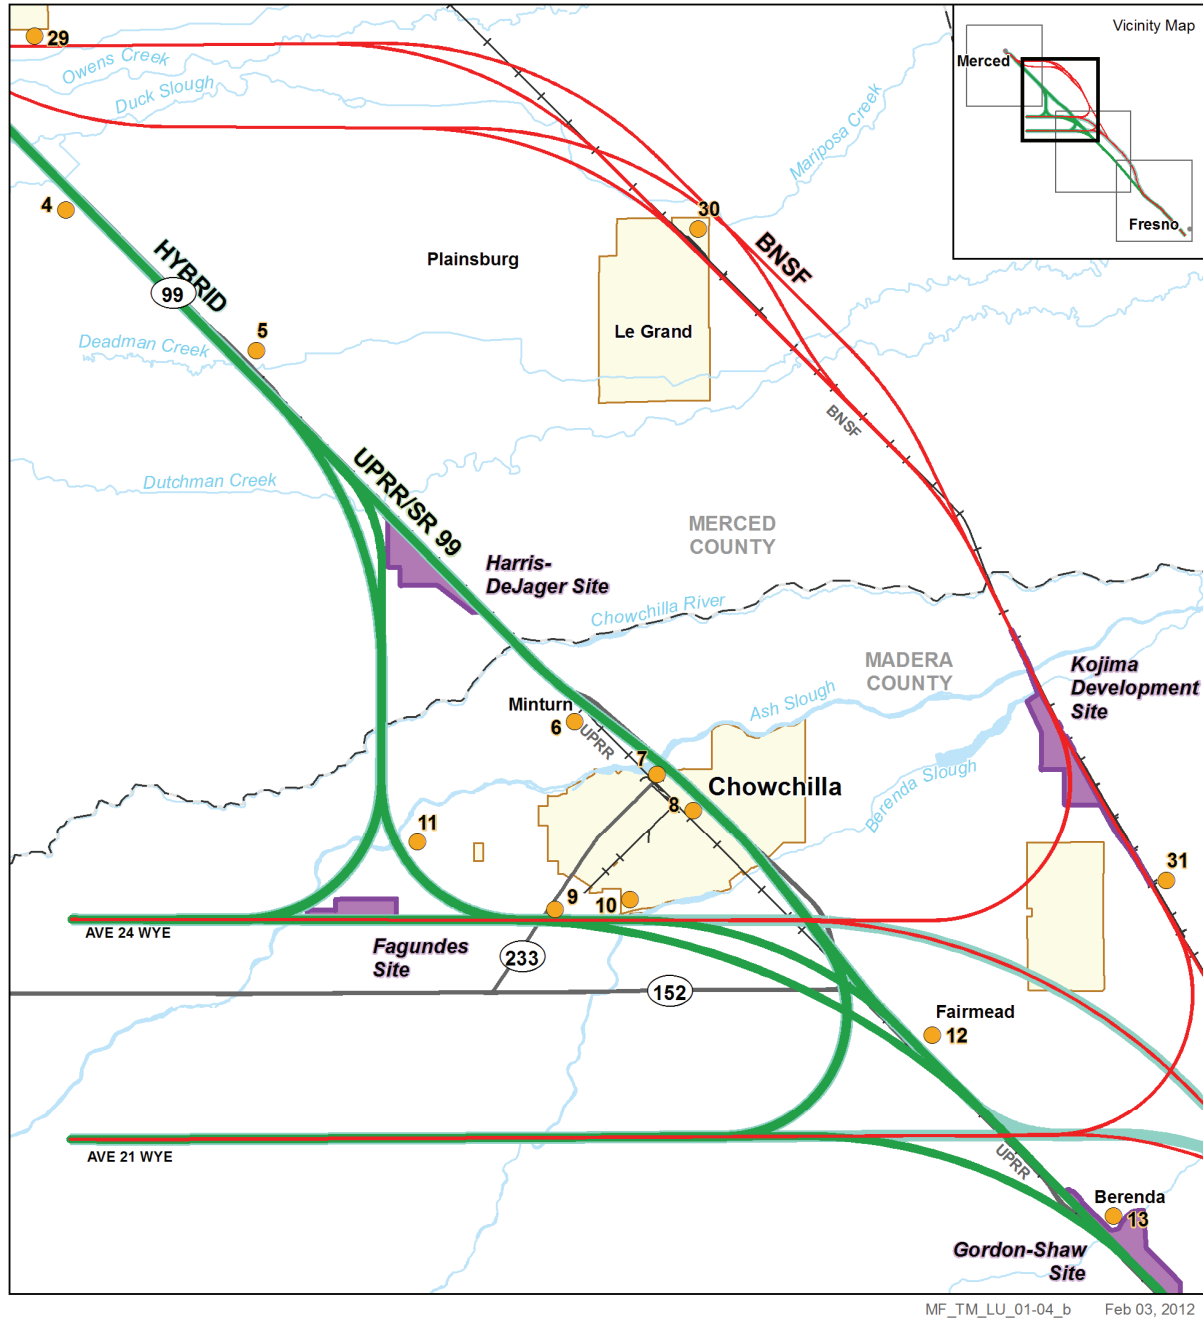 29
Owens Creek
Duck Slough
Vicinity Map
Merced
Fresno
Mariposa Creek
4
30
HYBRID
99
Plainsburg
BNSF
5
Deadman Creek
Le Grand
BNSF
Dutchman Creek
UPRR/SR 99
MERCED
COUNTY
Harris-
DeJager Site
Chowchilla River
MADERA
COUNTY
Kojima
Development
Site
Minturn
6
UPRR
Ash Slough
7
8
Chowchilla
Berenda Slough
11
31
9
10
AVE 24 WYE
Fagundes
Site
233
152
Fairmead
12
AVE 21 WYE
UPRR
Berenda
13
Gordon-Shaw
Site
MF_TM_LU_01-04_b
Feb 03, 2012